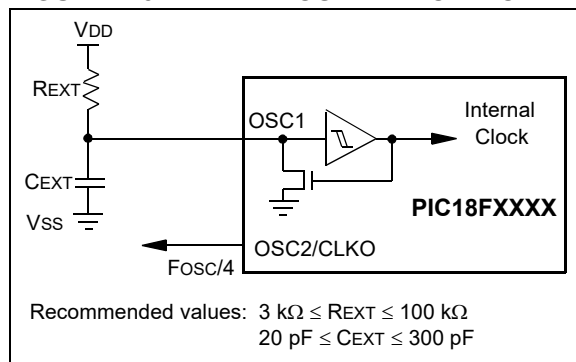 VDD
REXT
OSC1
Internal
Clock
CEXT
PIC18FXXXX
VSS
OSC2/CLKO
FOSC/4
Recommended values: 3 kΩ ≤ REXT ≤ 100 kΩ
20 pF ≤ CEXT ≤ 300 pF